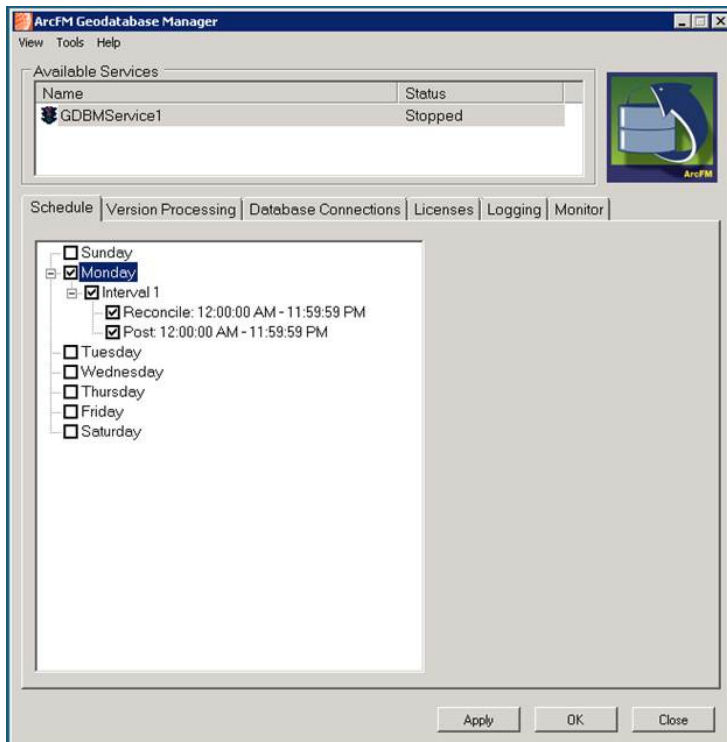 ArcFM Geodatabase Manager
View Tools Help
Available Services
Name Status
GDBMService1 Stopped
ArcFM
Schedule Version Processing Database Connections Licenses Logging Monitor
Sunday
Monday
Interval 1
Reconcile: 12:00:00 AM - 11:59:59 PM
Post: 12:00:00 AM - 11:59:59 PM
Tuesday
Wednesday
Thursday
Friday
Saturday
Apply OK Close